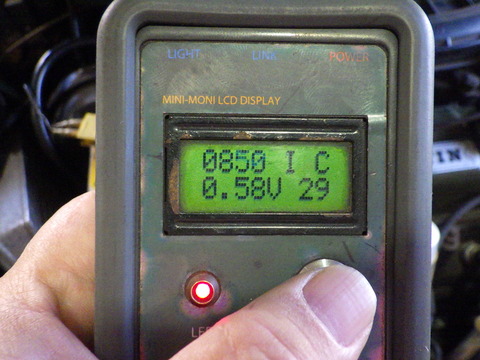 LIGHT LINK POWER
MINI-MONI LCD DISPLAY
0850 I C
0.58V 29